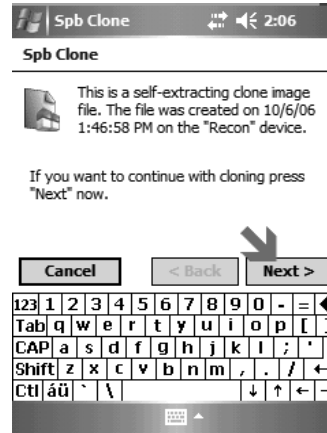 Spb Clone 2:06
Spb Clone
This is a self-extracting clone image
file. The file was created on 10/6/06
1:46:58 PM on the "Recon" device.
If you want to continue with cloning press
"Next" now.
Cancel < Back Next >
123 1 2 3 4 5 6 7 8 9 0 - =
Tab q w e r t y u i o p [ ]
CAP a s d f g h j k l ; '
Shift z x c v b n m , . /
Ctl áü ` \